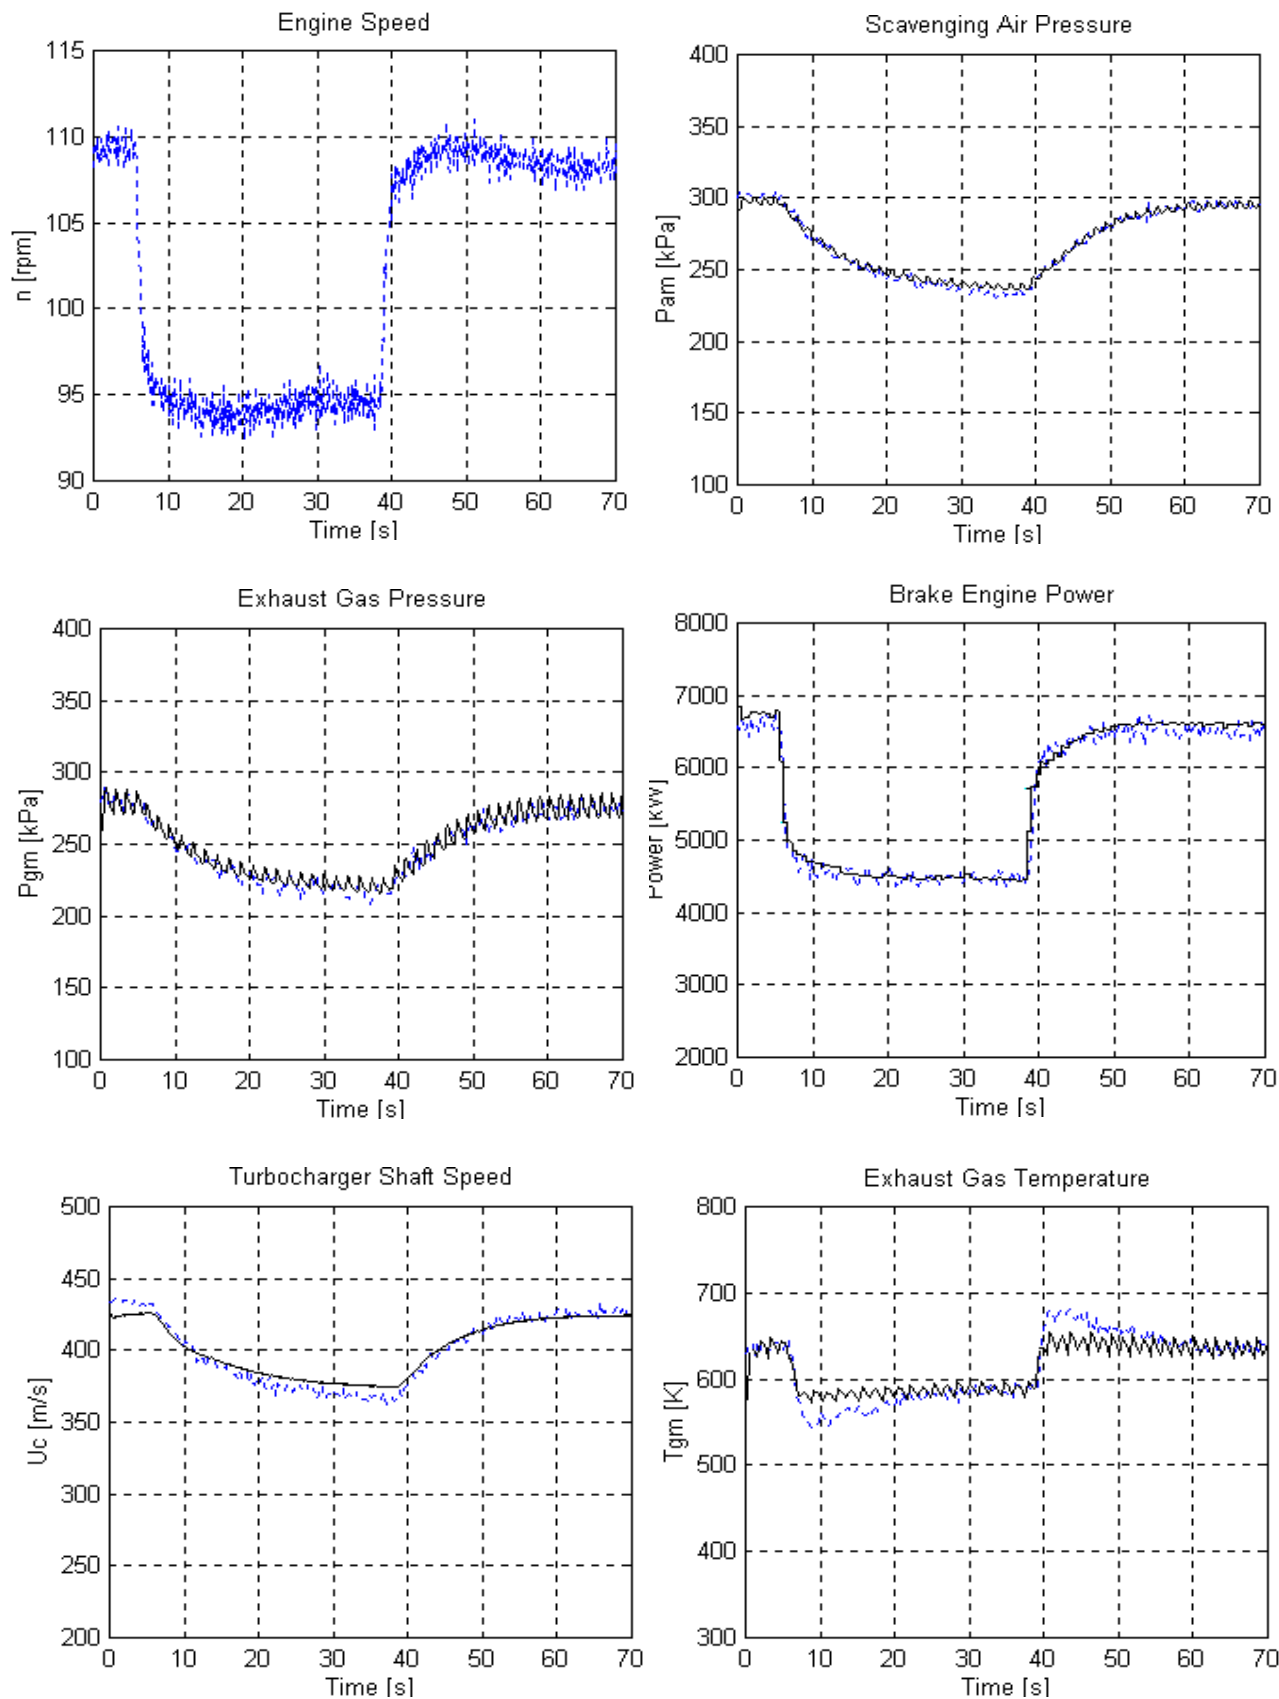 Engine Speed
115
110
105
100
95
90
n [rpm]
0 10 20 30 40 50 60 70
Time [s]
Scavenging Air Pressure
400
350
300
250
200
150
100
Pam [kPa]
0 10 20 30 40 50 60 70
Time [s]
Exhaust Gas Pressure
400
350
300
250
200
150
100
Pgm [kPa]
0 10 20 30 40 50 60 70
Time [s]
Brake Engine Power
8000
7000
6000
5000
4000
3000
2000
Power [kW]
0 10 20 30 40 50 60 70
Time [s]
Turbocharger Shaft Speed
500
450
400
350
300
250
200
Uc [m/s]
0 10 20 30 40 50 60 70
Time [s]
Exhaust Gas Temperature
800
700
600
500
400
300
Tgm [K]
0 10 20 30 40 50 60 70
Time [s]